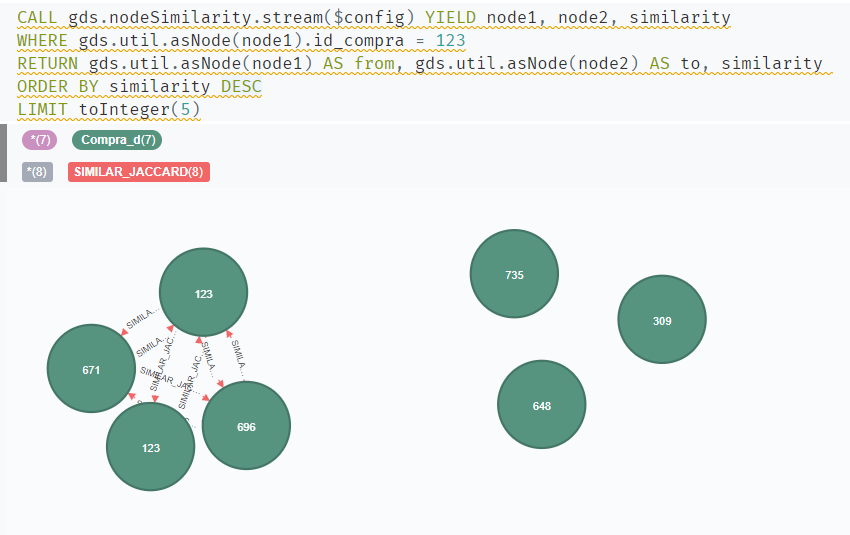 CALL gds.nodeSimilarity.stream($config) YIELD node1, node2, similarity
WHERE gds.util.asNode(node1).id_compra = 123
RETURN gds.util.asNode(node1) AS from, gds.util.asNode(node2) AS to, similarity
ORDER BY similarity DESC
LIMIT toInteger(5)
*(7) Compra_d(7)
*(8) SIMILAR_JACCARD(8)
735
123
309
SIMILA...
SIMILA...
SIMILAR_JAC...
SIMILA...
SIMILA...
671
SIMILAR_JAC...
SIMILAR_JAC...
648
696
123